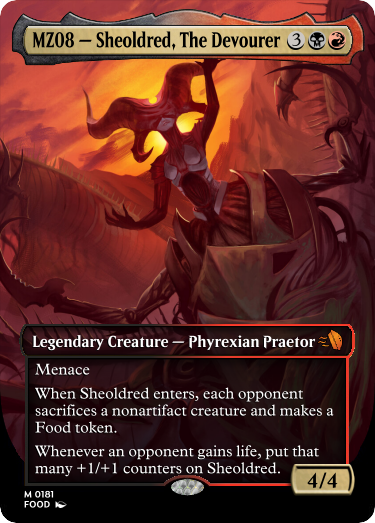 MZ08 — Sheoldred, The Devourer 3
Legendary Creature — Phyrexian Praetor
Menace
When Sheoldred enters, each opponent
sacrifices a nonartifact creature and makes a
Food token.
Whenever an opponent gains life, put that
many +1/+1 counters on Sheoldred.
4/4
M 0181
FOOD